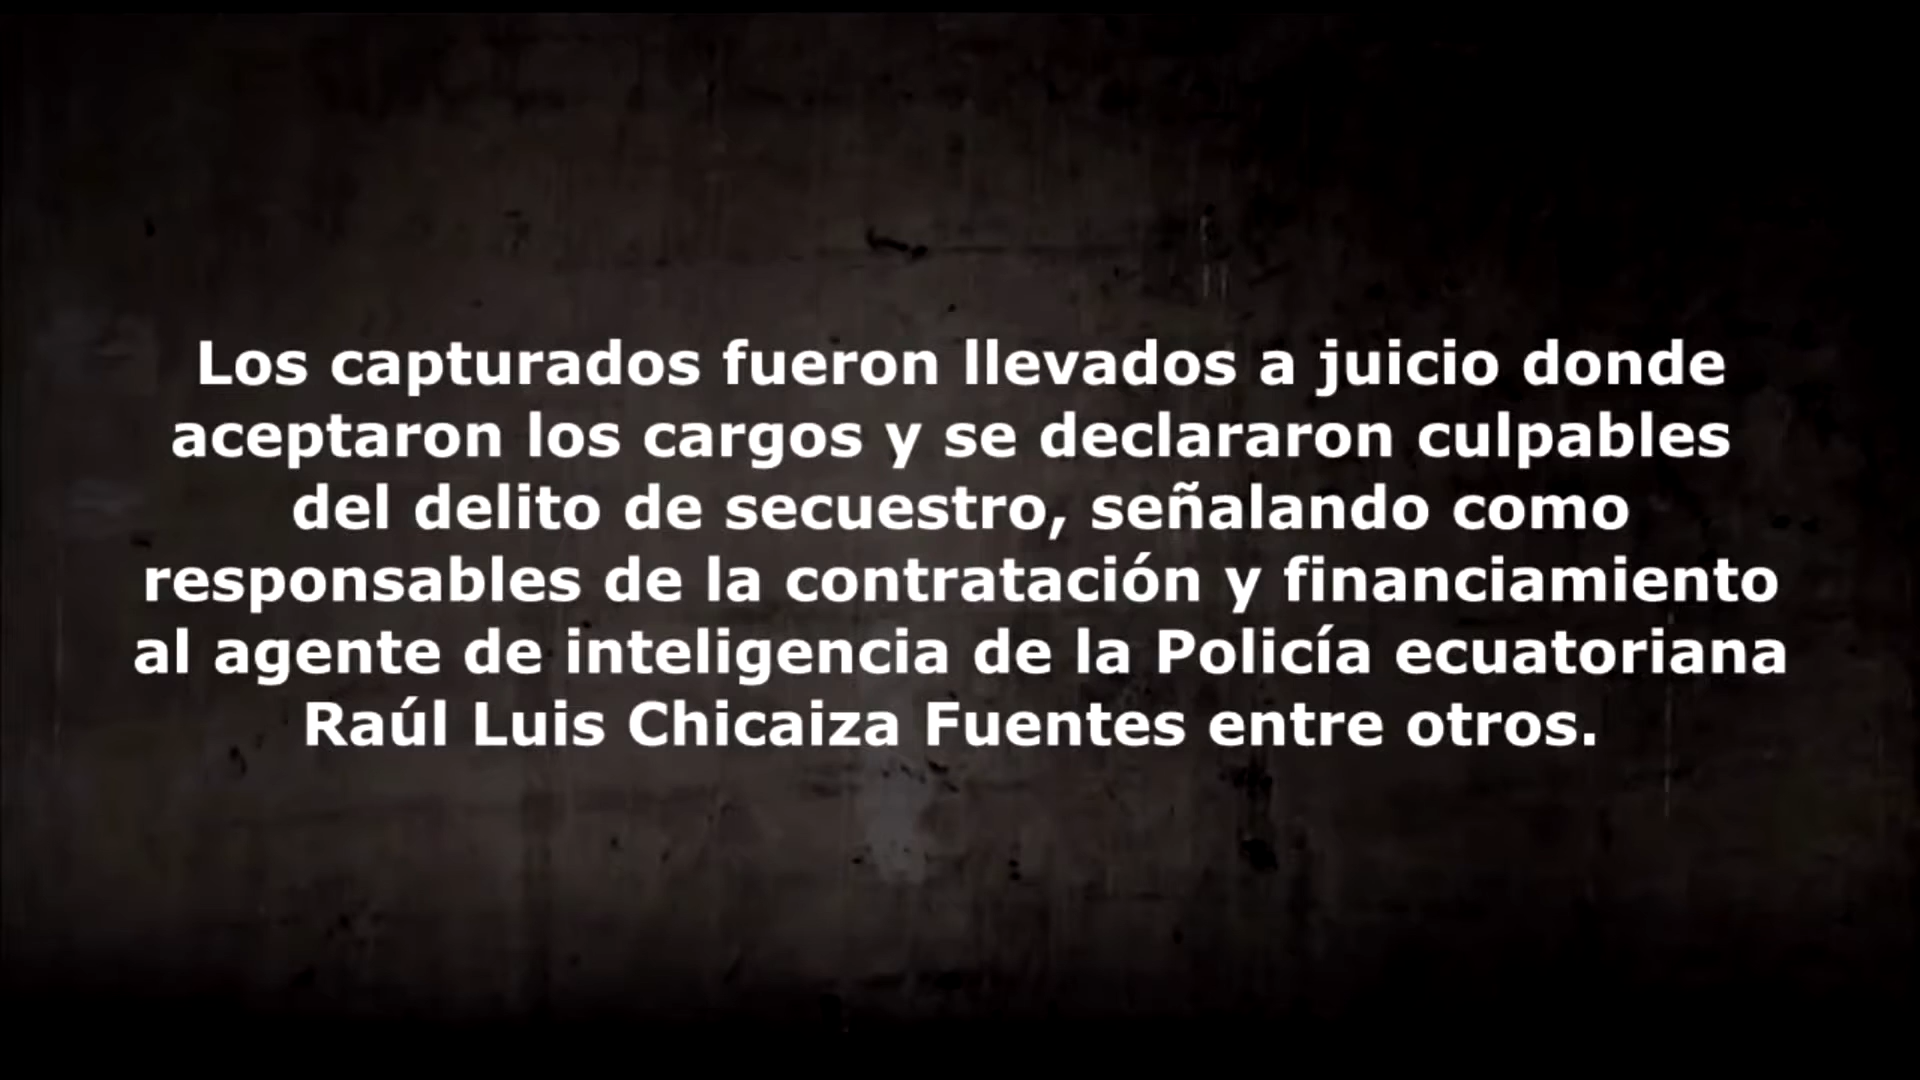 Los capturados fueron llevados a juicio donde
aceptaron los cargos y se declararon culpables
del delito de secuestro, señalando como
responsables de la contratación y financiamiento
al agente de inteligencia de la Policía ecuatoriana
Raúl Luis Chicaiza Fuentes entre otros.